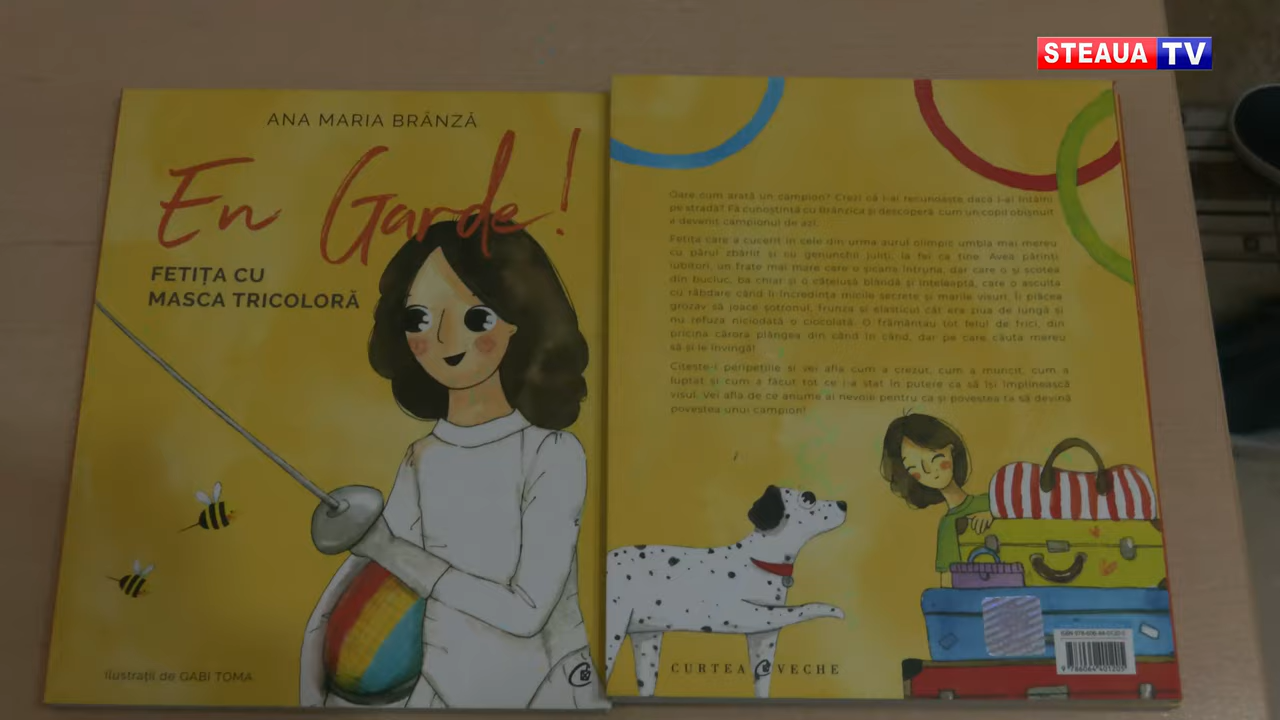 STEAUA TV
ANA MARIA BRÂNZĂ
En Garde!
FETIȚA CU
MASCA TRICOLORĂ
Ilustrații de GABI TOMA
Oare cum arată un campion? Crezi că l-ai recunoaște dacă l-ai întâlni
pe stradă? Fă cunoștință cu Brânzica și descoperă cum un copil obișnuit
a devenit campionul de azi.
Fetița care a cucerit în cele din urmă aurul olimpic umbla mai mereu
cu părul zbârlit și cu genunchii juliți, la fel ca tine. Avea părinți
iubitori, un frate mai mare care o șicana întruna, dar care o și scotea
din bucluc, ba chiar și o cățelușă blândă și înțeleaptă, care o asculta
cu răbdare când îi încredința micile secrete și marile visuri. Îi plăcea
grozav să joace șotronul, frunza și elasticul cât era ziua de lungă și
nu refuza niciodată o ciocolată. O frământau tot felul de frici, din
pricina cărora plângea din când în când, dar pe care căuta mereu
să și le învingă!
Citește-i peripețiile și vei afla cum a crezut, cum a muncit, cum a
luptat și cum a făcut tot ce i-a stat în putere ca să își împlinească
visul. Vei afla de ce anume ai nevoie pentru ca și povestea ta să devină
povestea unui campion!
CURTEA VECHE
9 786064 401205